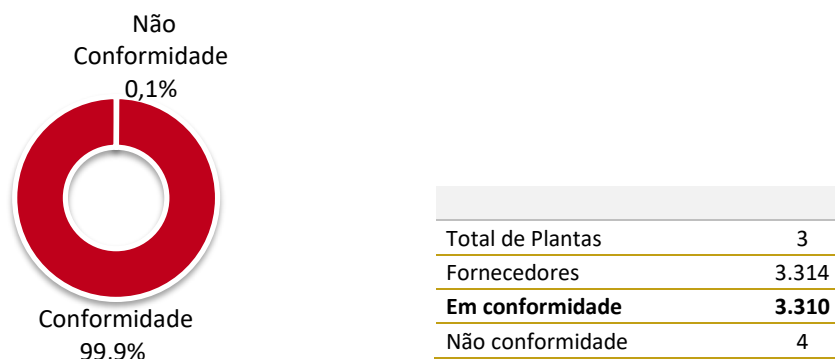 Não
Conformidade
0,1%
Conformidade
99,9%
Total de Plantas 3
Fornecedores 3.314
Em conformidade 3.310
Não conformidade 4